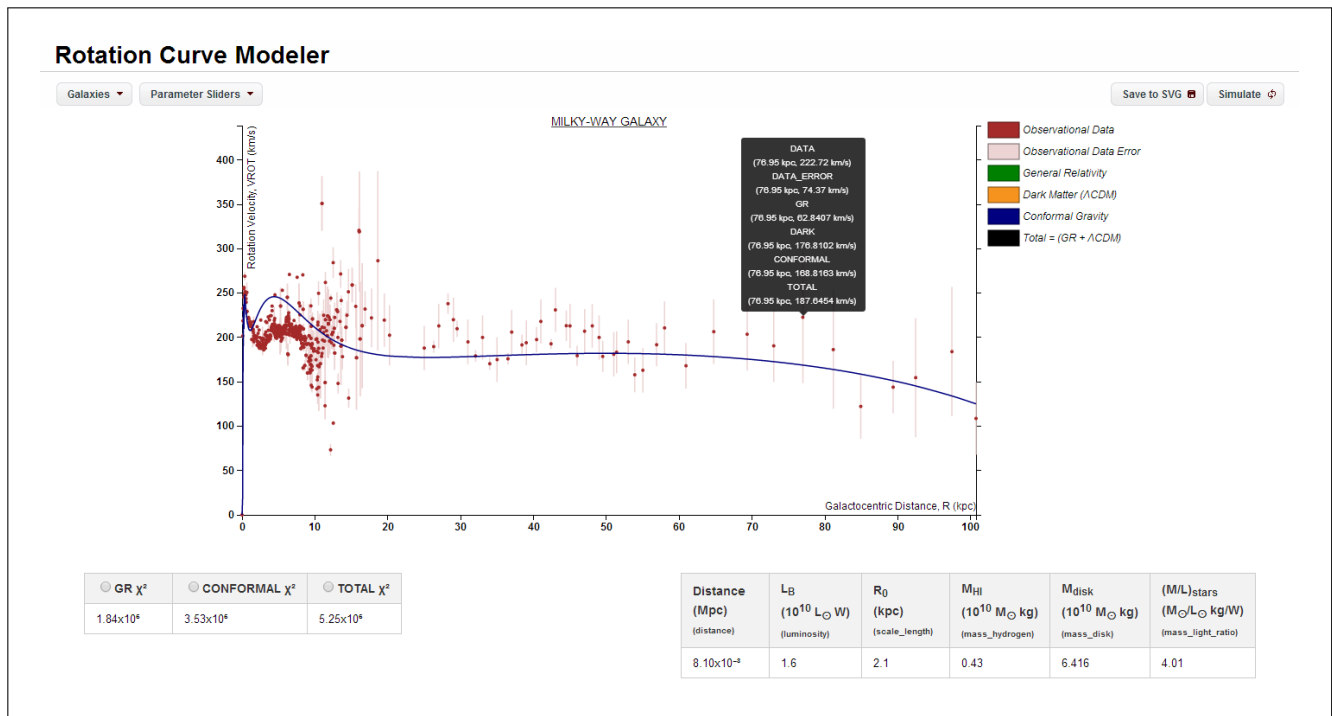 Rotation Curve Modeler
Galaxies
Parameter Sliders
Save to SVG
Simulate
MILKY-WAY GALAXY
Rotation Velocity, VROT (km/s)
400
350
300
250
200
150
100
50
0
DATA
(76.95 kpc, 222.72 km/s)
DATA_ERROR
(76.95 kpc, 74.37 km/s)
GR
(76.95 kpc, 62.8407 km/s)
DARK
(76.95 kpc, 176.8102 km/s)
CONFORMAL
(76.95 kpc, 168.8163 km/s)
TOTAL
(76.95 kpc, 187.6454 km/s)
Observational Data
Observational Data Error
General Relativity
Dark Matter (ΛCDM)
Conformal Gravity
Total = (GR + ΛCDM)
Galactocentric Distance, R (kpc)
0 10 20 30 40 50 60 70 80 90 100
GR χ² CONFORMAL χ² TOTAL χ²
1.84x10⁶ 3.53x10⁶ 5.25x10⁶
Distance L_B R_0 M_HI M_disk (M/L)_stars
(Mpc) (10¹⁰ L⊙ W) (kpc) (10¹⁰ M⊙ kg) (10¹⁰ M⊙ kg) (M⊙/L⊙ kg/W)
(distance) (luminosity) (scale_length) (mass_hydrogen) (mass_disk) (mass_light_ratio)
8.10x10⁻⁸ 1.6 2.1 0.43 6.416 4.01